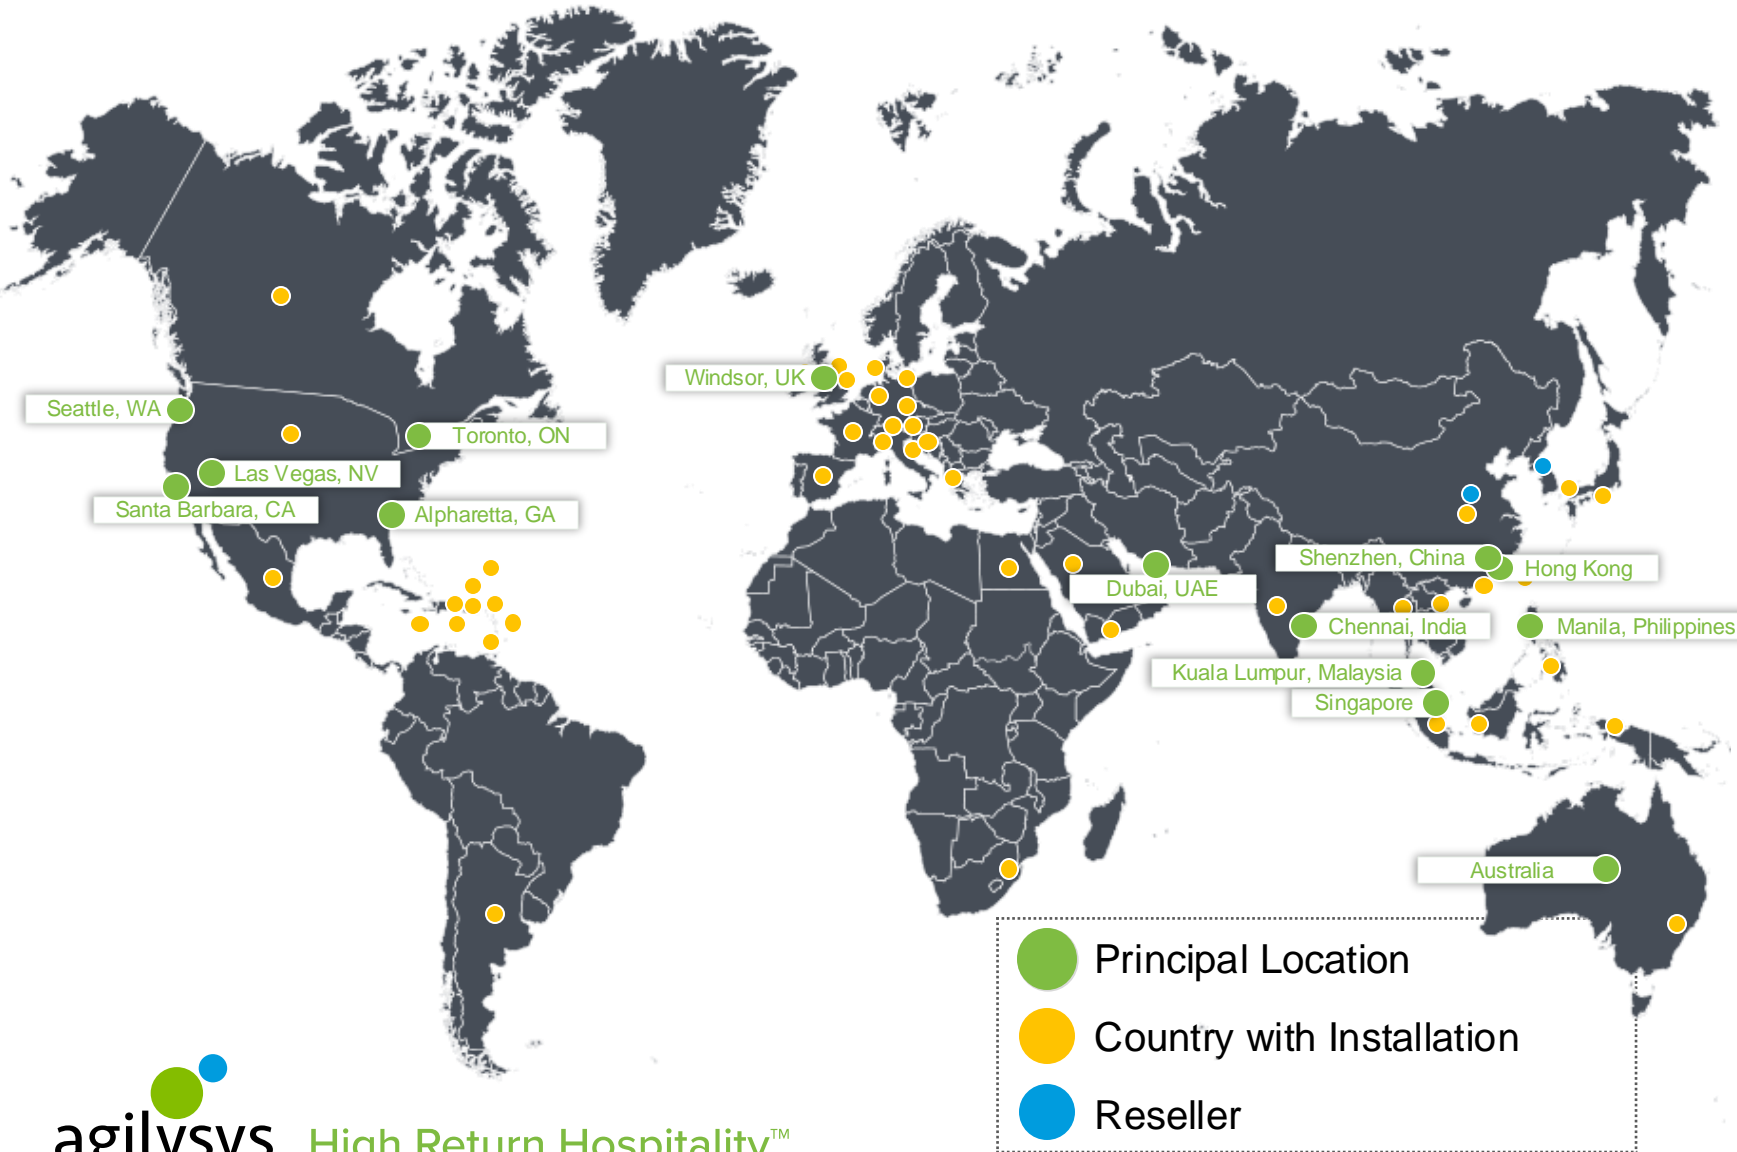 Windsor, UK
Seattle, WA
Toronto, ON
Las Vegas, NV
Santa Barbara, CA
Alpharetta, GA
Shenzhen, China
Hong Kong
Dubai, UAE
Chennai, India
Manila, Philippines
Kuala Lumpur, Malaysia
Singapore
Australia
Principal Location
Country with Installation
Reseller
agilysys
High Return Hospitality™